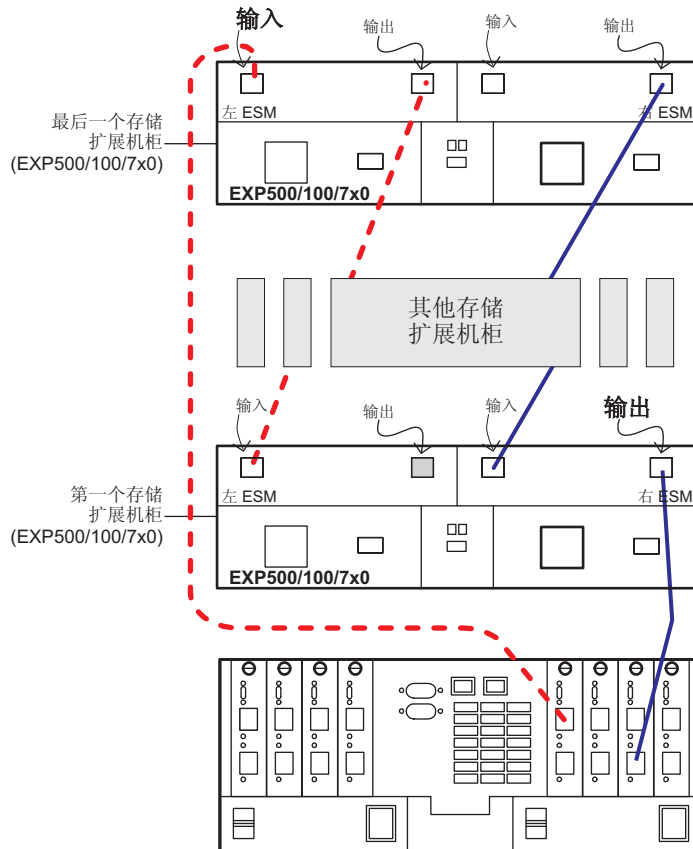 输入
输出
输入
输出
左 ESM
右 ESM
最后一个存储
扩展机柜
(EXP500/100/7x0)
EXP500/100/7x0
其他存储
扩展机柜
输入
输出
输入
输出
左 ESM
右 ESM
第一个存储
扩展机柜
(EXP500/100/7x0)
EXP500/100/7x0